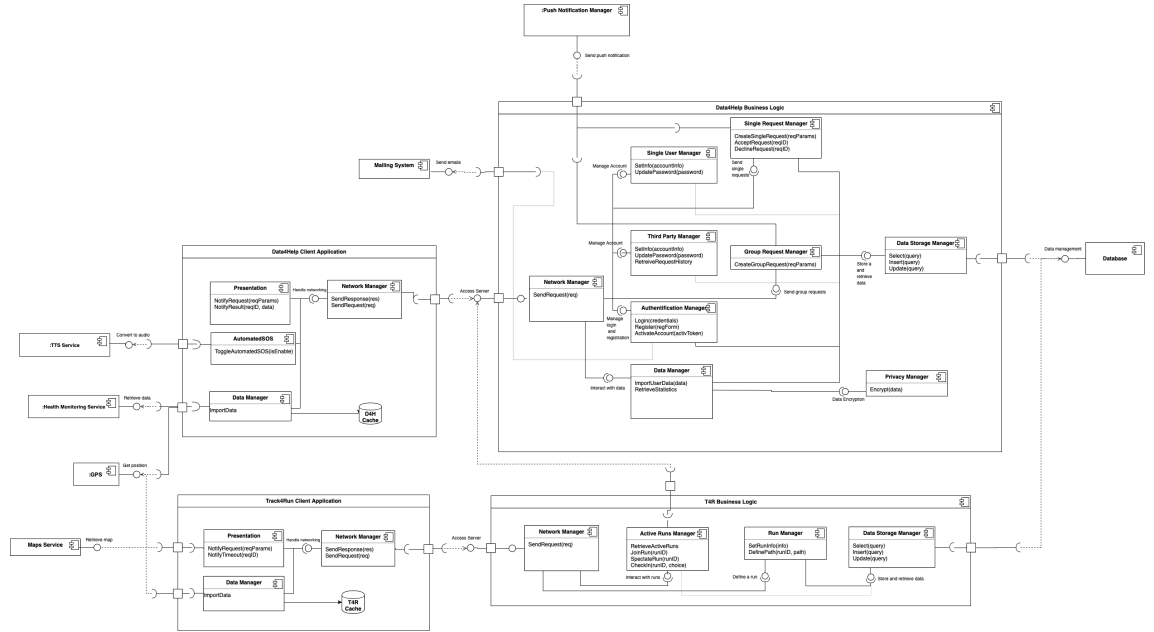 :Push Notification Manager
Send push notification
Data4Help Business Logic
Single Request Manager
CreateSingleRequest(reqParams)
AcceptRequest(reqID)
DeclineRequest(reqID)
Mailing System
Send emails
Single User Manager
SetInfo(accountInfo)
UpdatePassword(password)
Manage Account
Send
single
requests
Third Party Manager
SetInfo(accountInfo)
UpdatePassword(password)
RetreiveRequestHistory
Manage Account
Group Request Manager
CreateGroupRequest(reqParams)
Send group requests
Data Storage Manager
Select(query)
Insert(query)
Update(query)
Store a
and
retrieve
data
Data management
Database
Data4Help Client Application
Presentation
NotifyRequest(reqParams)
NotifyResult(reqID, data)
Handle networking
Network Manager
SendResponse(res)
SendRequest(req)
Access Server
Network Manager
SendRequest(req)
Authentification Manager
Login(credentials)
Register(regForm)
ActivateAccount(activToken)
Manage
login
and
registration
:TTS Service
Convert to audio
AutomatedSOS
ToggleAutomatedSOS(isEnable)
Data Manager
ImportUserData(data)
RetrieveStatistics
Interact with data
Privacy Manager
Encrypt(data)
Data Encryption
:Health Monitoring Service
Retrieve data
Data Manager
ImportData
D4H
Cache
:GPS
Get position
Track4Run Client Application
T4R Business Logic
Maps Service
Retrieve map
Presentation
NotifyRequest(reqParams)
NotifyTimeout(reqID)
Handle networking
Network Manager
SendResponse(res)
SendRequest(req)
Access Server
Network Manager
SendRequest(req)
Active Runs Manager
RetrieveActiveRuns
JoinRun(runID)
SpectateRun(runID)
CheckIn(runID, choice)
Interact with runs
Run Manager
SetRunInfo(info)
DefinePath(runID, path)
Define a run
Data Storage Manager
Select(query)
Insert(query)
Update(query)
Store and retrieve data
Data Manager
ImportData
T4R
Cache